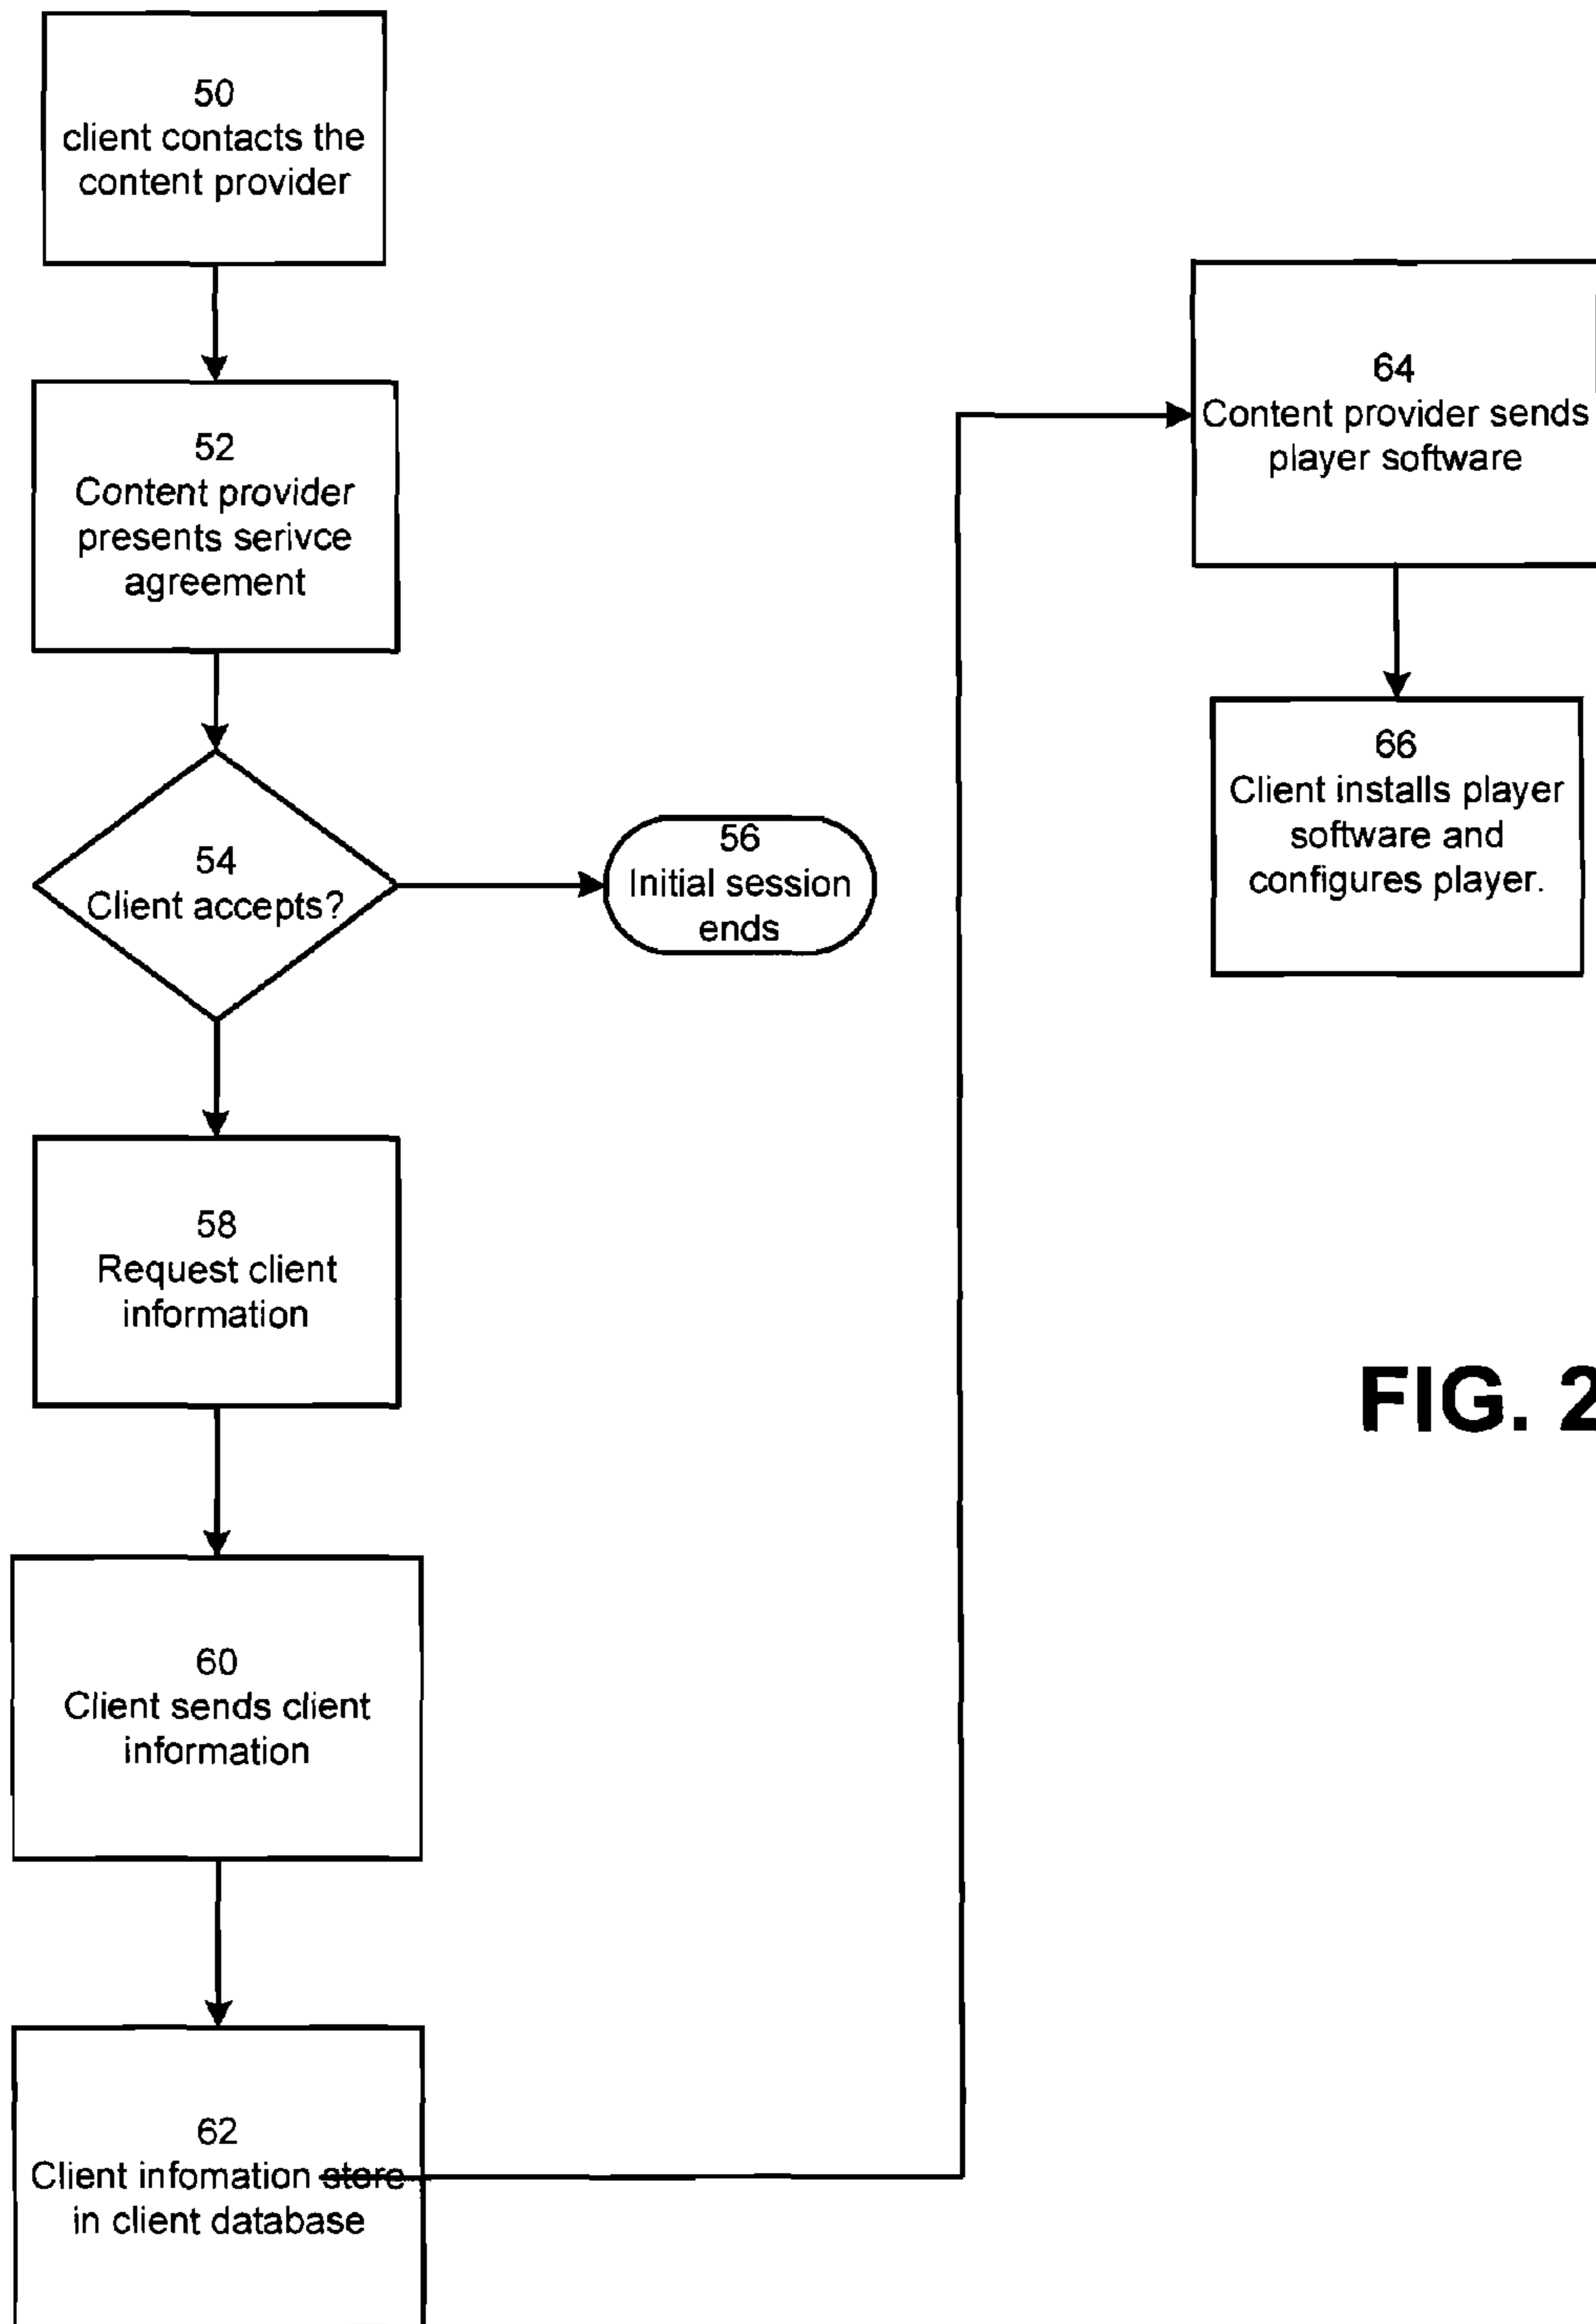 50
client contacts the
content provider
52
Content provider
presents serivce
agreement
54
Client accepts?
56
Initial session
ends
58
Request client
information
60
Client sends client
information
62
Client infomation store
in client database
64
Content provider sends
player software
66
Client installs player
software and
configures player.
FIG. 2